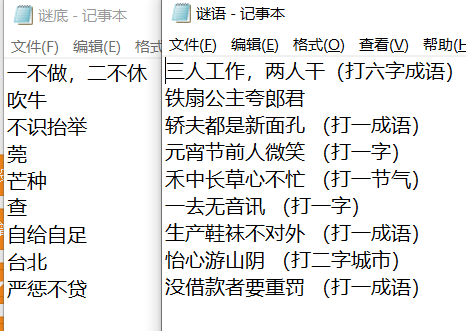 谜底 - 记事本
文件(F) 编辑(E) 格式
一不做，二不休
吹牛
不识抬举
莞
芒种
查
自给自足
台北
严惩不贷
谜语 - 记事本
文件(F) 编辑(E) 格式(O) 查看(V) 帮助(H
三人工作，两人干（打六字成语）
铁扇公主夸郎君
轿夫都是新面孔 （打一成语）
元宵节前人微笑 （打一字）
禾中长草心不忙 （打一节气）
一去无音讯 （打一字）
生产鞋袜不对外 （打一成语）
怡心游山阴 （打二字城市）
没借款者要重罚 （打一成语）